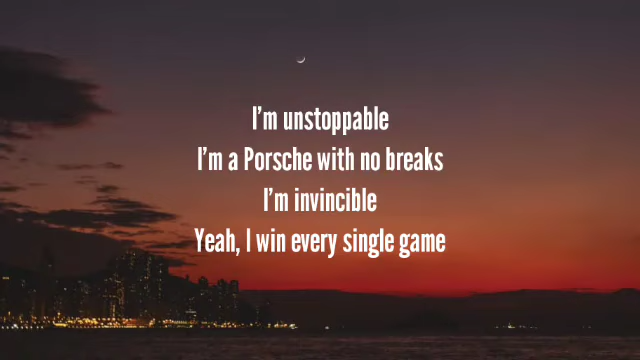 I'm unstoppable
I'm a Porsche with no breaks
I'm invincible
Yeah, I win every single game